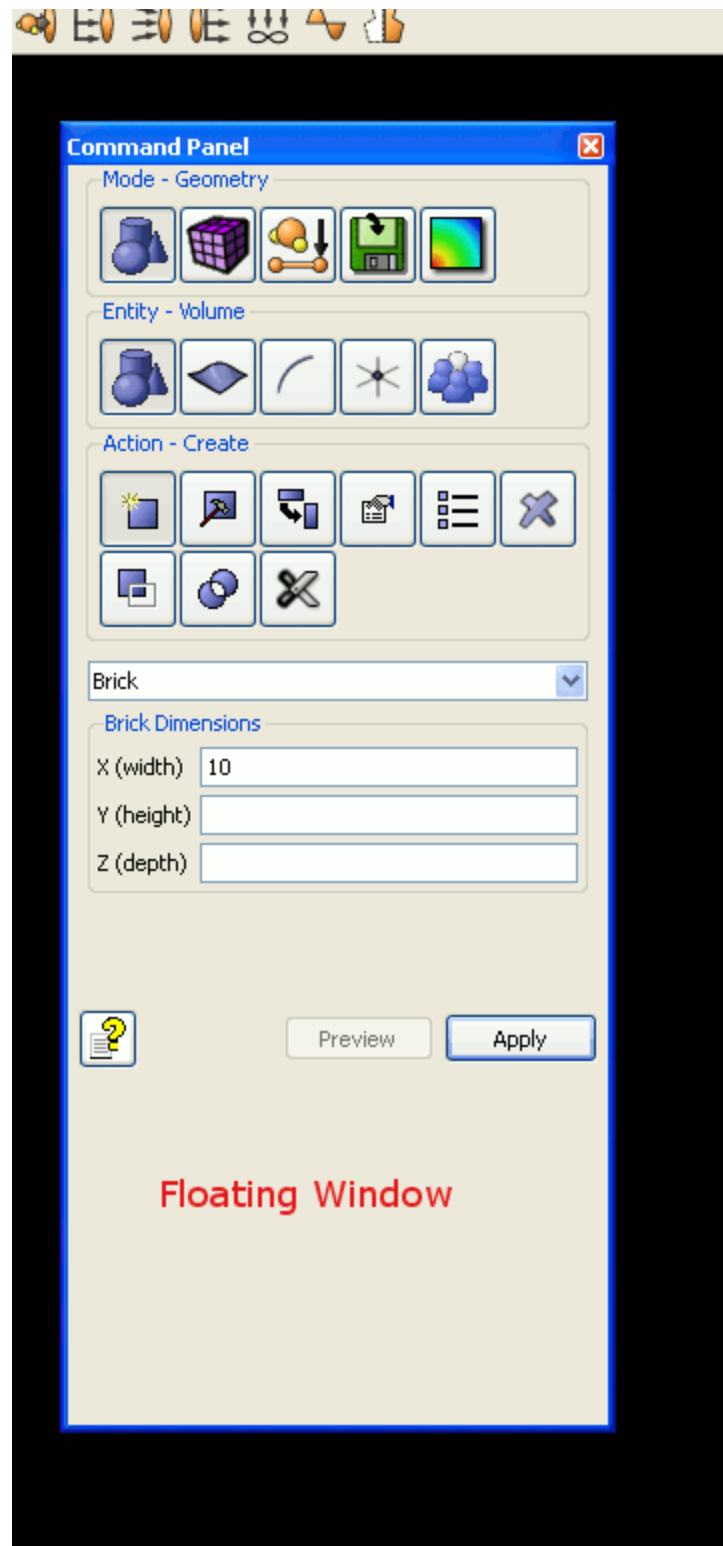 Command Panel
Mode - Geometry
Entity - Volume
Action - Create
Brick
Brick Dimensions
X (width) 10
Y (height)
Z (depth)
Preview Apply
Floating Window